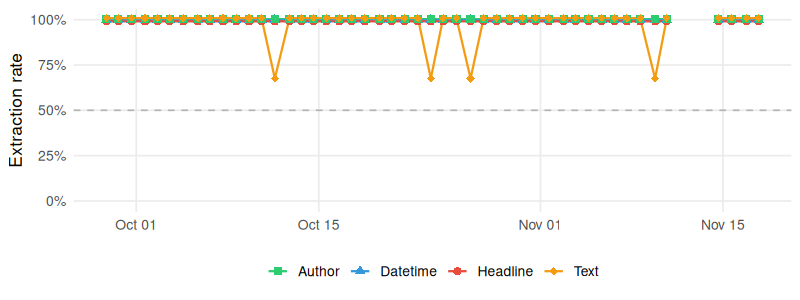 Extraction rate
100%
75%
50%
25%
0%
Oct 01 Oct 15 Nov 01 Nov 15
Author Datetime Headline Text